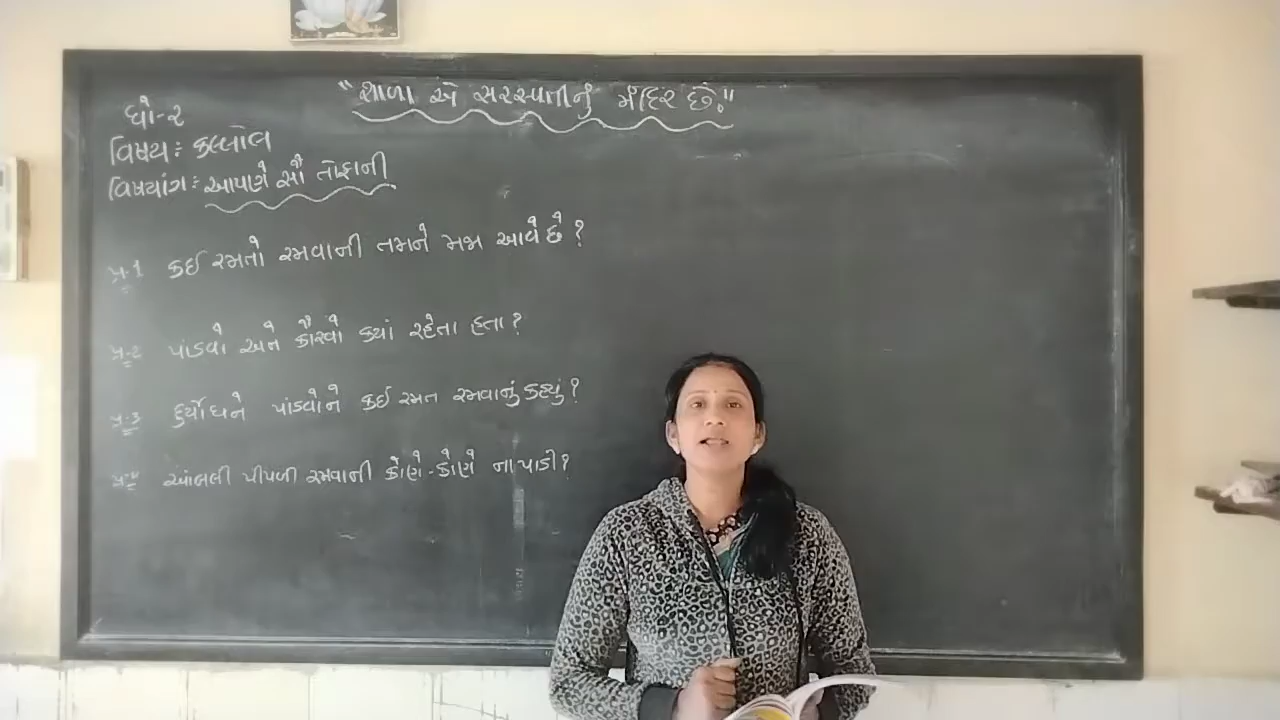 "શાળા એ સરસ્વતીનું મંદિર છે."
ધો-૨
વિષય: કલ્લોલ
વિષયાંગ: આપણે સૌ તોફાની
પ્ર-૧ કઈ રમતો રમવાની તમને મજા આવે છે ?
પ્ર-૨ પાંડવો અને કૌરવો ક્યાં રહેતા હતા ?
પ્ર-૩ દુર્યોધને પાંડવોને કઈ રમત રમવાનું કહ્યું ?
પ્ર-૪ આંબલી પીપળી રમવાની કોણે-કોણે ના પાડી ?